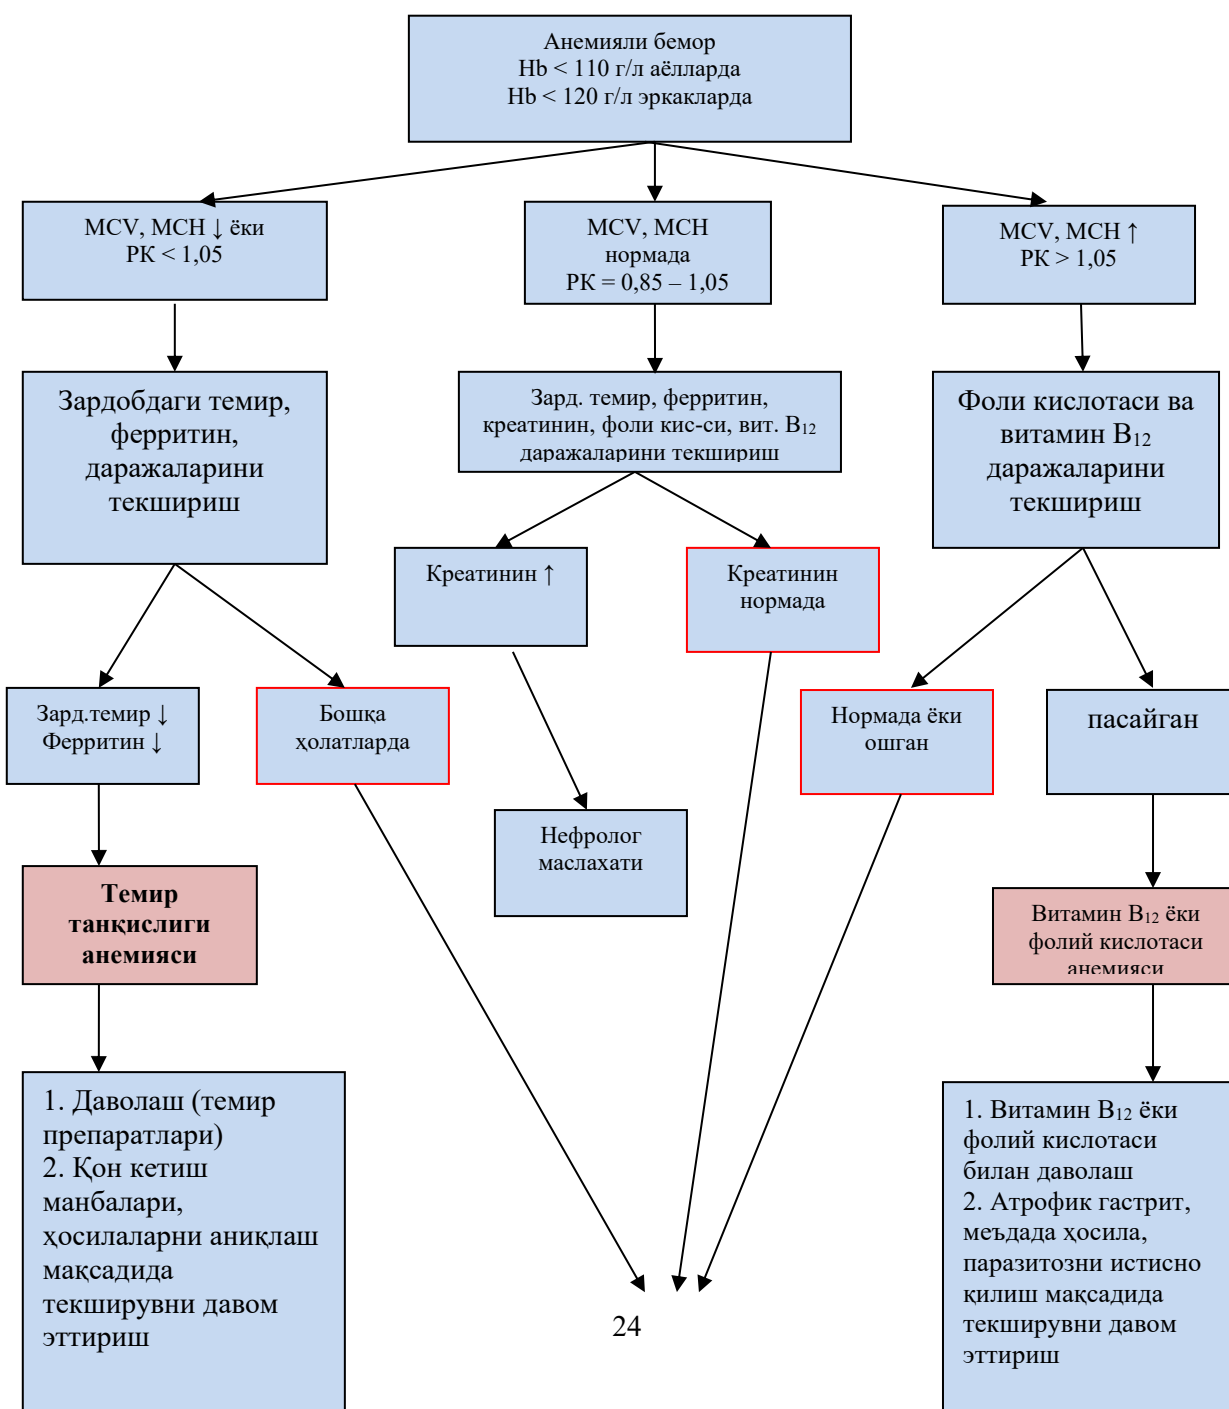 Анемияли бемор
Hb < 110 г/л аёлларда
Hb < 120 г/л эркакларда
MCV, MCH ↓ ёки
РК < 1,05
MCV, MCH
нормада
РК = 0,85 – 1,05
MCV, MCH ↑
РК > 1,05
Зардобдаги темир,
ферритин,
даражаларини
текшириш
Зард. темир, ферритин,
креатинин, фоли кис-си, вит. В₁₂
даражаларини текшириш
Фоли кислотаси ва
витамин В₁₂
даражаларини
текшириш
Креатинин ↑
Креатинин
нормада
Зард.темир ↓
Ферритин ↓
Бошқа
ҳолатларда
Нормада ёки
ошган
пасайган
Нефролог
маслахати
Темир
танқислиги
анемияси
Витамин В₁₂ ёки
фолий кислотаси
анемияси
1. Даволаш (темир
препаратлари)
2. Қон кетиш
манбалари,
ҳосилаларни аниқлаш
мақсадида
текширувни давом
эттириш
1. Витамин В₁₂ ёки
фолий кислотаси
билан даволаш
2. Атрофик гастрит,
меъдада ҳосила,
паразитозни истисно
қилиш мақсадида
текширувни давом
эттириш
24